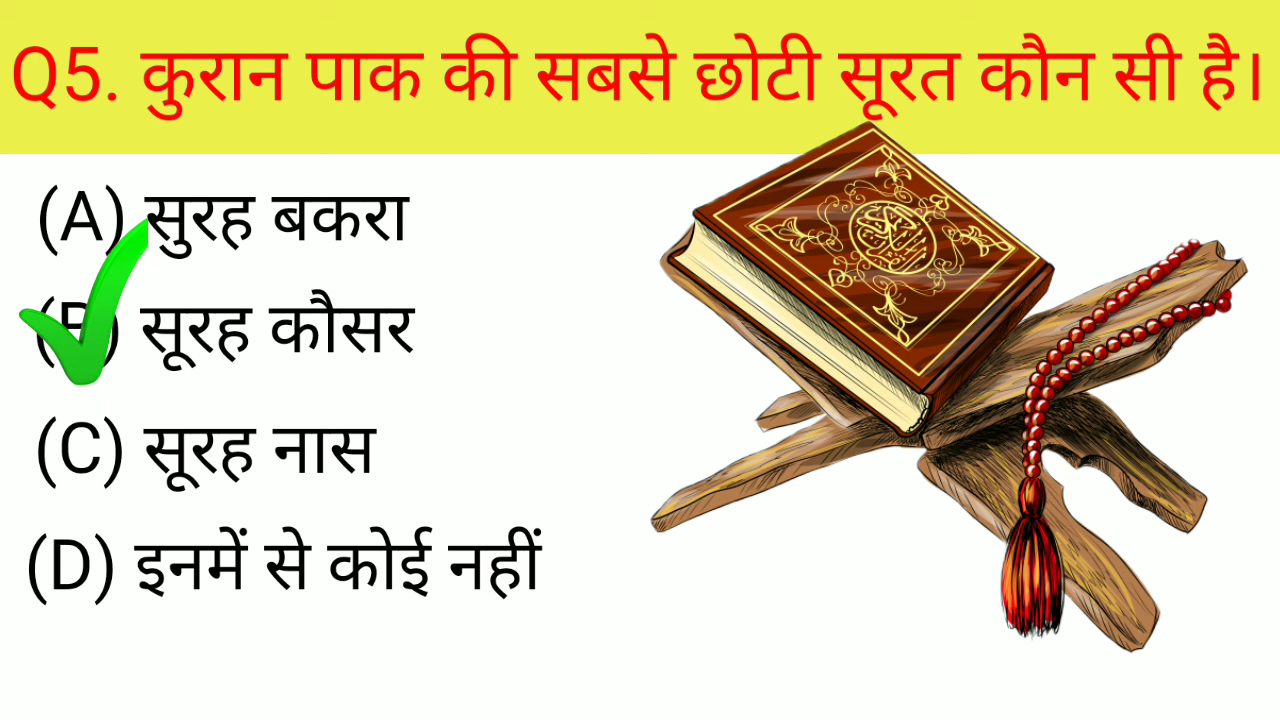 Q5. कुरान पाक की सबसे छोटी सूरत कौन सी है।
(A) सुरह बकरा
(B) सूरह कौसर
(C) सूरह नास
(D) इनमें से कोई नहीं